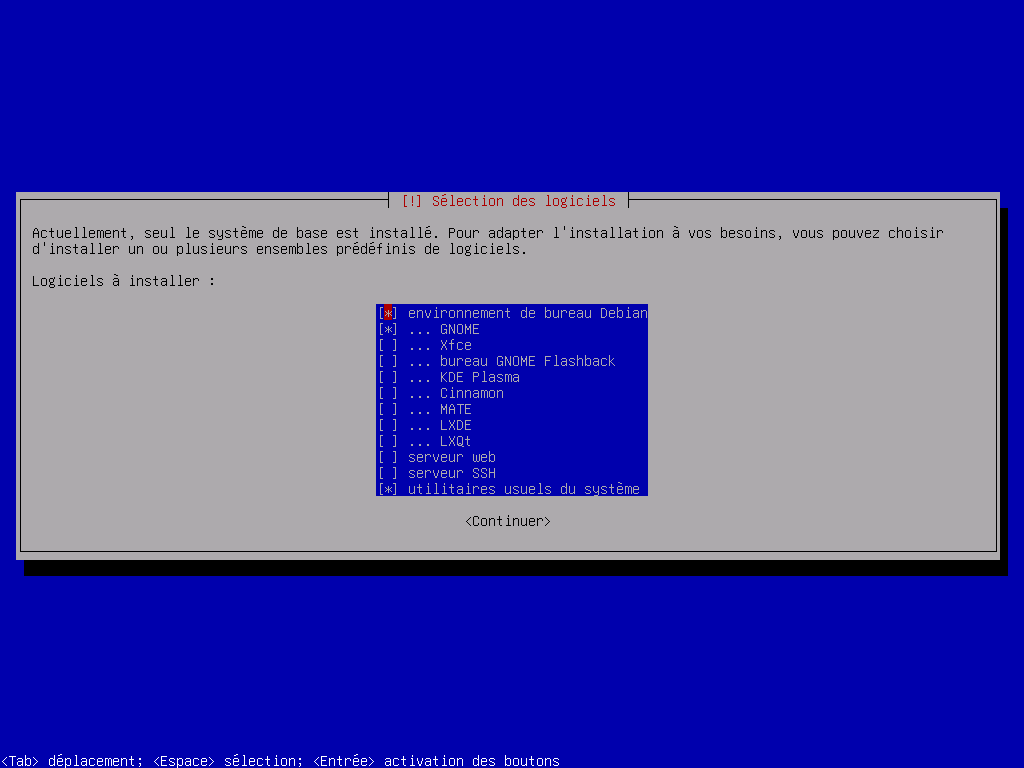 [!] Sélection des logiciels
Actuellement, seul le système de base est installé. Pour adapter l'installation à vos besoins, vous pouvez choisir
d'installer un ou plusieurs ensembles prédéfinis de logiciels.
Logiciels à installer :
[*] environnement de bureau Debian
[*] ... GNOME
[ ] ... Xfce
[ ] ... bureau GNOME Flashback
[ ] ... KDE Plasma
[ ] ... Cinnamon
[ ] ... MATE
[ ] ... LXDE
[ ] ... LXQt
[ ] serveur web
[ ] serveur SSH
[*] utilitaires usuels du système
<Continuer>
<Tab> déplacement; <Espace> sélection; <Entrée> activation des boutons